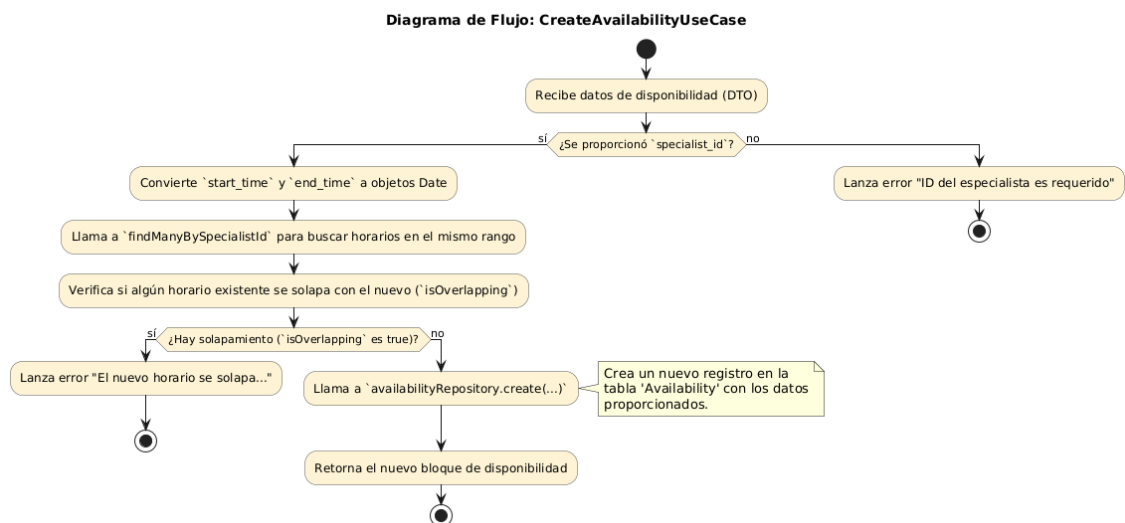 Diagrama de Flujo: CreateAvailabilityUseCase
Recibe datos de disponibilidad (DTO)
sí
¿Se proporcionó `specialist_id`?
no
Convierte `start_time` y `end_time` a objetos Date
Lanza error "ID del especialista es requerido"
Llama a `findManyBySpecialistId` para buscar horarios en el mismo rango
Verifica si algún horario existente se solapa con el nuevo (`isOverlapping`)
sí
¿Hay solapamiento (`isOverlapping` es true)?
no
Lanza error "El nuevo horario se solapa..."
Llama a `availabilityRepository.create(...)`
Crea un nuevo registro en la
tabla 'Availability' con los datos
proporcionados.
Retorna el nuevo bloque de disponibilidad